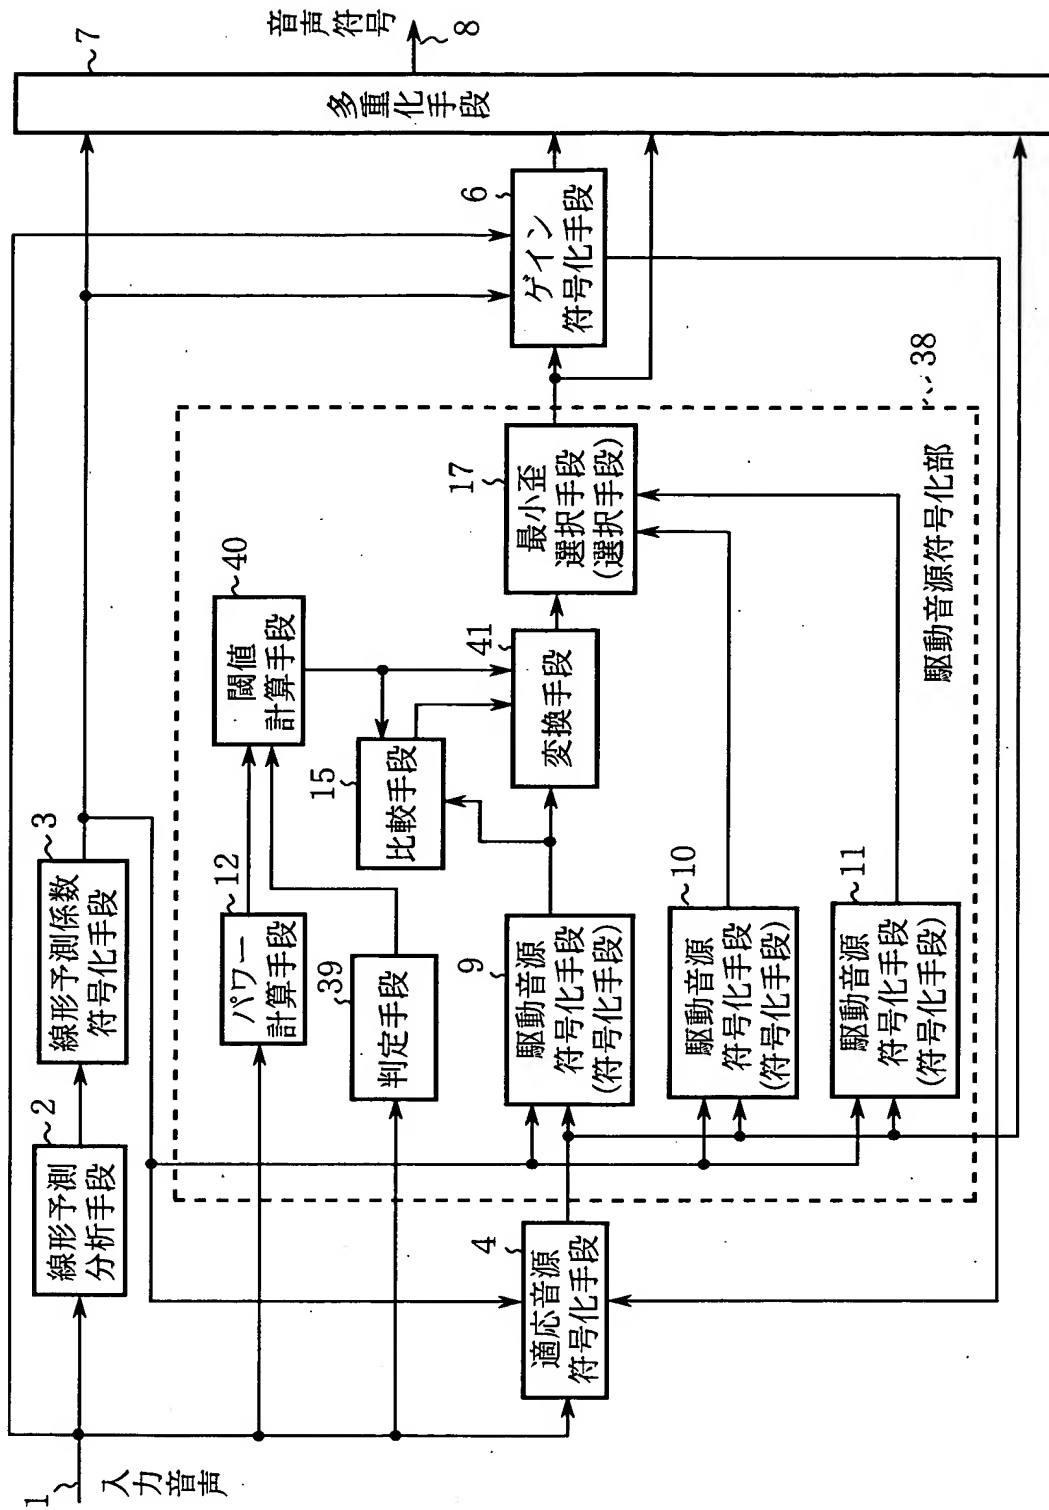 1
入力
音声
2
線形予測
分析手段
3
線形予測係数
符号化手段
7
多重化手段
音声符号
8
4
適応音源
符号化手段
12
パワー
計算手段
39
判定手段
40
閾値
計算手段
15
比較手段
41
変換手段
17
最小歪
選択手段
(選択手段)
6
ゲイン
符号化手段
9
駆動音源
符号化手段
(符号化手段)
10
駆動音源
符号化手段
(符号化手段)
11
駆動音源
符号化手段
(符号化手段)
駆動音源符号化部
38